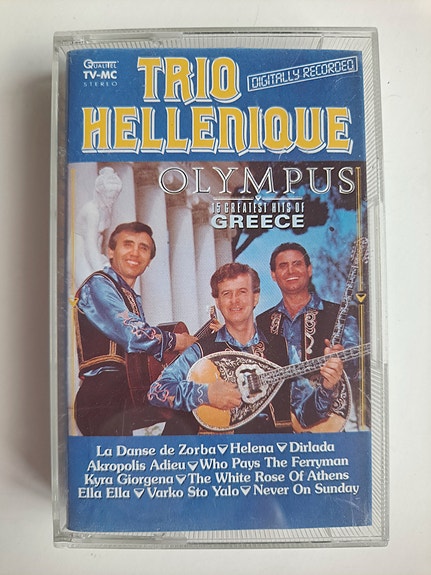 QUALITEL
TV-MC
STEREO
TRIO
DIGITALLY RECORDED
HELLENIQUE
OLYMPUS
15 GREATEST HITS OF
GREECE
La Danse de Zorba ▽ Helena ▽ Dirlada
Akropolis Adieu ▽ Who Pays The Ferryman
Kyra Giorgena ▽ The White Rose Of Athens
Ella Ella ▽ Varko Sto Yalo ▽ Never On Sunday